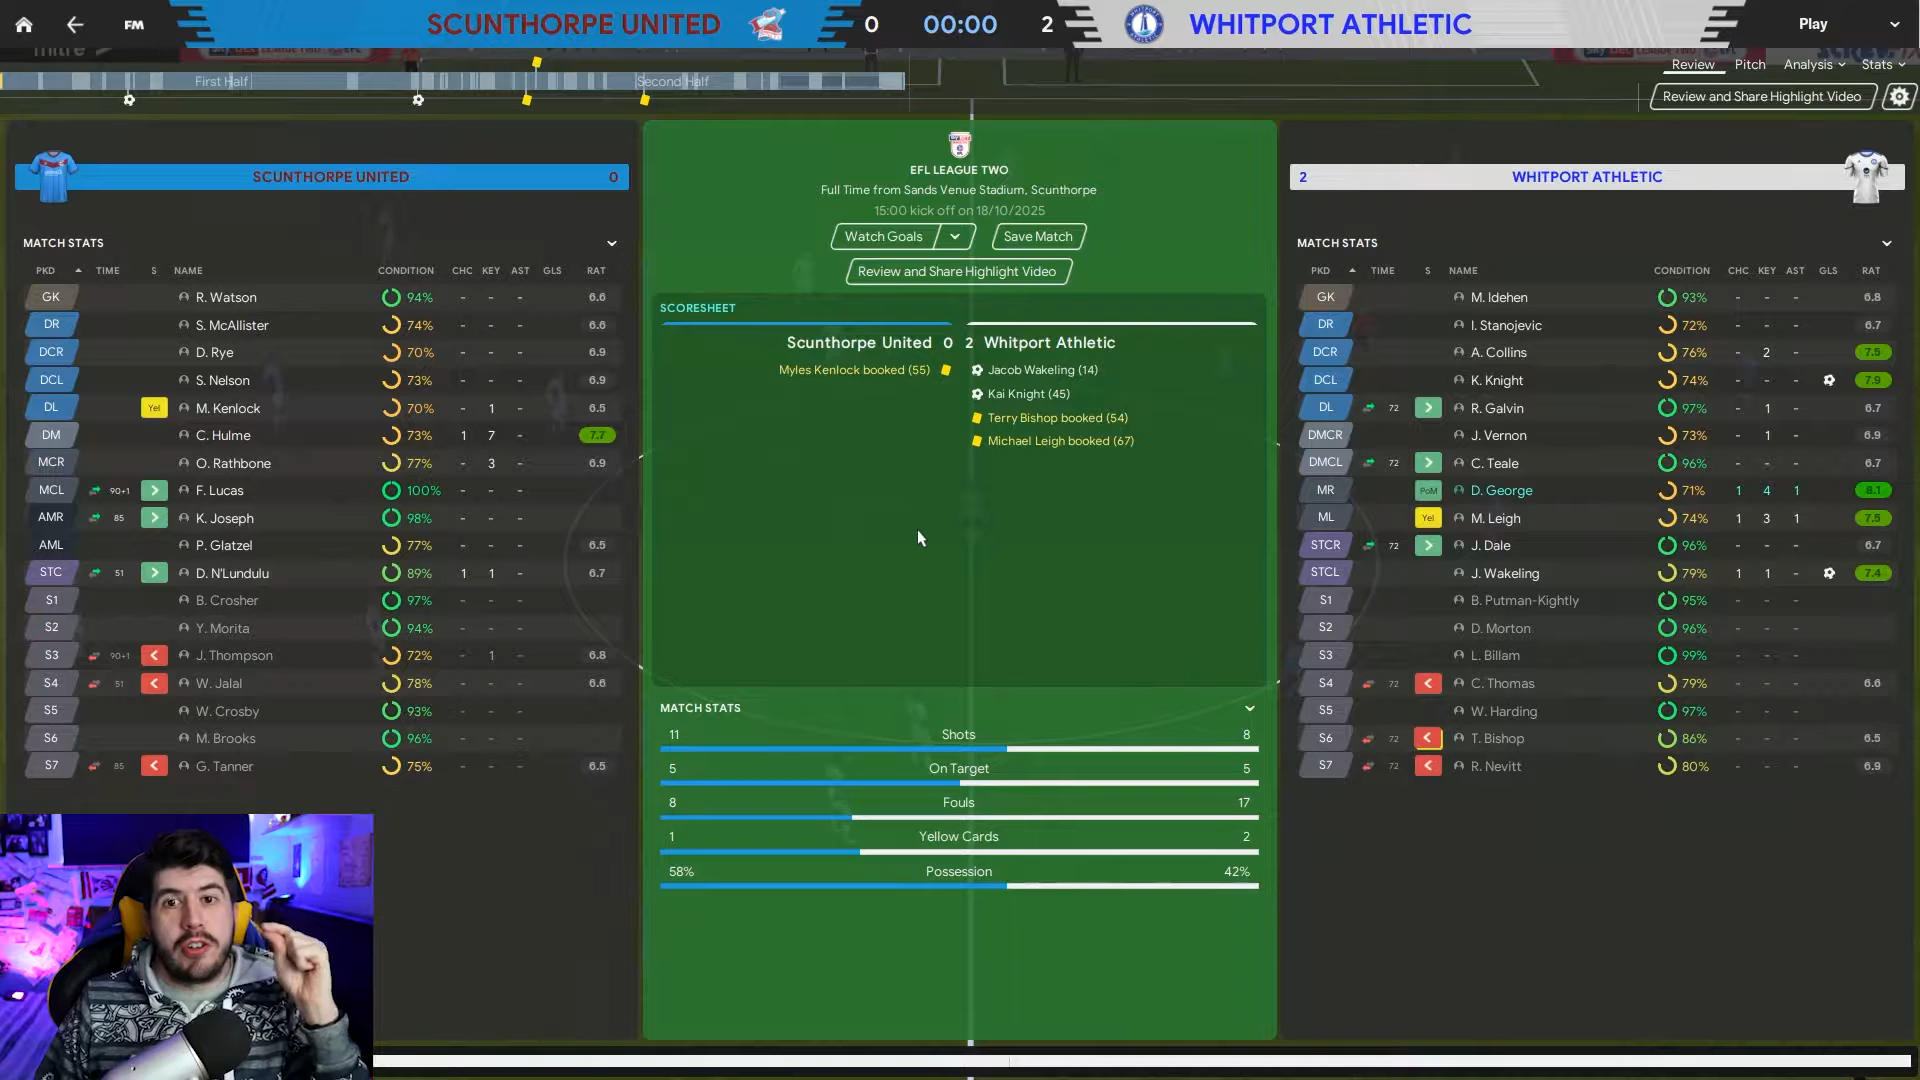 FM
SCUNTHORPE UNITED
0
00:00
2
WHITPORT ATHLETIC
Play
First Half
Second Half
Review
Pitch
Analysis
Stats
Review and Share Highlight Video
SCUNTHORPE UNITED 0
MATCH STATS
PKD TIME S NAME CONDITION CHC KEY AST GLS RAT
GK R. Watson 94% - - - 6.6
DR S. McAllister 74% - - - 6.6
DCR D. Rye 70% - - - 6.9
DCL S. Nelson 73% - - - 6.9
DL Yel M. Kenlock 70% - 1 - 6.5
DM C. Hulme 73% 1 7 - 7.7
MCR O. Rathbone 77% - 3 - 6.9
MCL 90+1 F. Lucas 100% - - -
AMR 85 K. Joseph 98% - - -
AML P. Glatzel 77% - - - 6.5
STC 51 D. N'Lundulu 89% 1 1 - 6.7
S1 B. Crosher 97% - - -
S2 Y. Morita 94% - - -
S3 90+1 J. Thompson 72% - 1 - 6.8
S4 51 W. Jalal 78% - - - 6.6
S5 W. Crosby 93% - - -
S6 M. Brooks 96% - - -
S7 85 G. Tanner 75% - - - 6.5
EFL LEAGUE TWO
Full Time from Sands Venue Stadium, Scunthorpe
15:00 kick off on 18/10/2025
Watch Goals
Save Match
Review and Share Highlight Video
SCORESHEET
Scunthorpe United 0 2 Whitport Athletic
Myles Kenlock booked (55) Jacob Wakeling (14)
Kai Knight (45)
Terry Bishop booked (54)
Michael Leigh booked (67)
MATCH STATS
11 Shots 8
5 On Target 5
8 Fouls 17
1 Yellow Cards 2
58% Possession 42%
2 WHITPORT ATHLETIC
MATCH STATS
PKD TIME S NAME CONDITION CHC KEY AST GLS RAT
GK M. Idehen 93% - - - 6.8
DR I. Stanojevic 72% - - - 6.7
DCR A. Collins 76% - 2 - 7.5
DCL K. Knight 74% - - - 7.9
DL 72 R. Galvin 97% - 1 - 6.7
DMCR J. Vernon 73% - 1 - 6.9
DMCL 72 C. Teale 96% - - - 6.7
MR PoM D. George 71% 1 4 1 8.1
ML Yel M. Leigh 74% 1 3 1 7.5
STCR 72 J. Dale 96% - - - 6.7
STCL J. Wakeling 79% 1 1 - 7.4
S1 B. Putman-Kightly 95% - - -
S2 D. Morton 96% - - -
S3 L. Billam 99% - - -
S4 72 C. Thomas 79% - - - 6.6
S5 W. Harding 97% - - -
S6 72 T. Bishop 86% - - - 6.5
S7 72 R. Nevitt 80% - - - 6.9